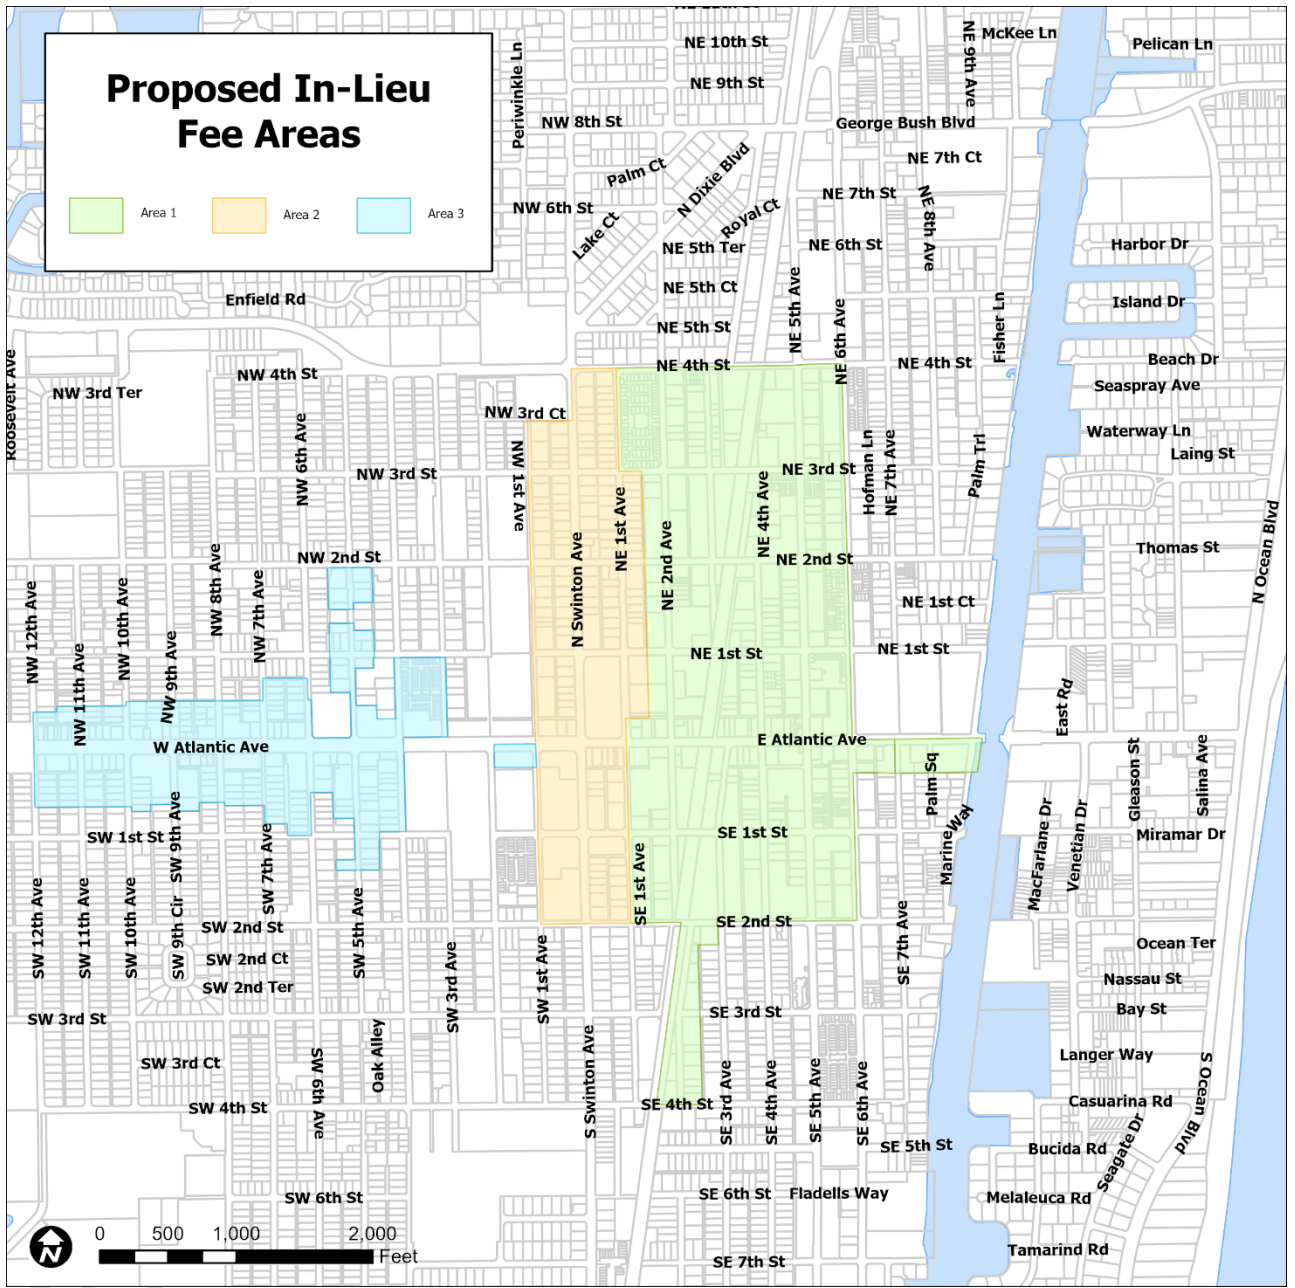 NE 10th St
NE 9th St
McKee Ln
Pelican Ln
NE 9th Ave
Periwinkle Ln
Proposed In-Lieu
Fee Areas
Area 1
Area 2
Area 3
NW 8th St
George Bush Blvd
Palm Ct
N Dixie Blvd
NE 7th Ct
NE 7th St
NE 8th Ave
NW 6th St
Lake Ct
Royal Ct
NE 5th Ter
NE 6th St
Harbor Dr
NE 5th Ct
Enfield Rd
NE 5th Ave
NE 6th Ave
Fisher Ln
Island Dr
NE 5th St
NE 4th St
NE 4th St
Beach Dr
Roosevelt Ave
NW 4th St
NW 3rd Ter
Seaspray Ave
NW 3rd Ct
Waterway Ln
Laing St
NW 6th Ave
NW 3rd St
NW 1st Ave
NE 3rd St
Hofman Ln
NE 7th Ave
Palm Trl
NE 1st Ave
NE 4th Ave
N Ocean Blvd
NW 2nd St
N Swinton Ave
NE 2nd Ave
NE 2nd St
Thomas St
NW 12th Ave
NW 10th Ave
NW 8th Ave
NW 7th Ave
NE 1st Ct
NW 11th Ave
NW 9th Ave
NE 1st St
NE 1st St
East Rd
W Atlantic Ave
E Atlantic Ave
Palm Sq
Gleason St
Salina Ave
SW 1st St
SW 9th Ave
SW 7th Ave
SE 1st St
Marine Way
MacFarlane Dr
Venetian Dr
Miramar Dr
SW 12th Ave
SW 11th Ave
SW 10th Ave
SW 9th Cir
SW 2nd St
SW 5th Ave
SE 1st Ave
SE 2nd St
SE 7th Ave
Ocean Ter
SW 2nd Ct
SW 3rd Ave
SW 1st Ave
Nassau St
SW 2nd Ter
Bay St
SW 3rd St
SE 3rd St
SW 3rd Ct
SW 6th Ave
Oak Alley
S Swinton Ave
Langer Way
S Ocean Blvd
SW 4th St
SE 4th St
SE 3rd Ave
SE 4th Ave
SE 5th Ave
SE 6th Ave
Casuarina Rd
SE 5th St
Bucida Rd
Seagate Dr
SW 6th St
SE 6th St
Fladells Way
Melaleuca Rd
N
0 500 1,000 2,000
Feet
SE 7th St
Tamarind Rd